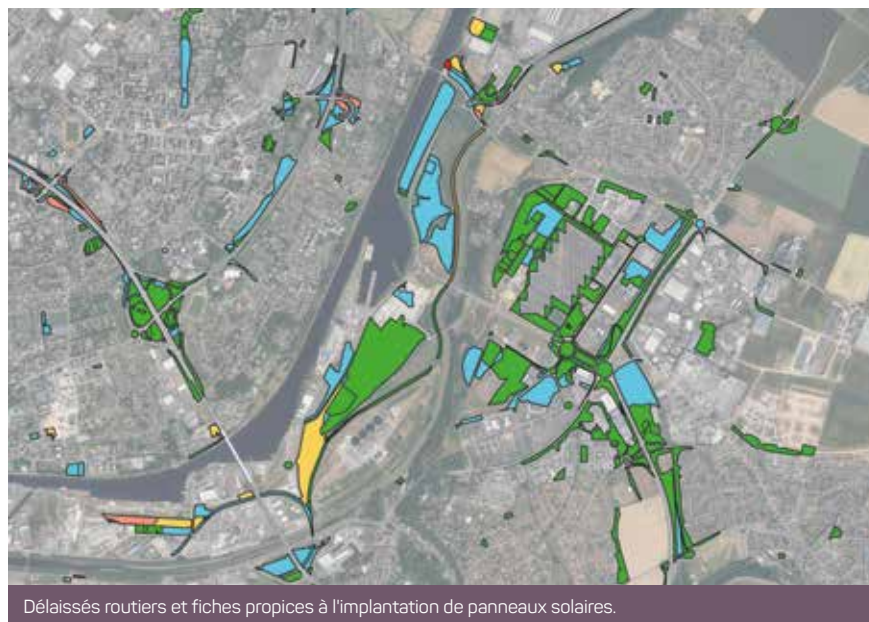 Délaissés routiers et fiches propices à l'implantation de panneaux solaires.